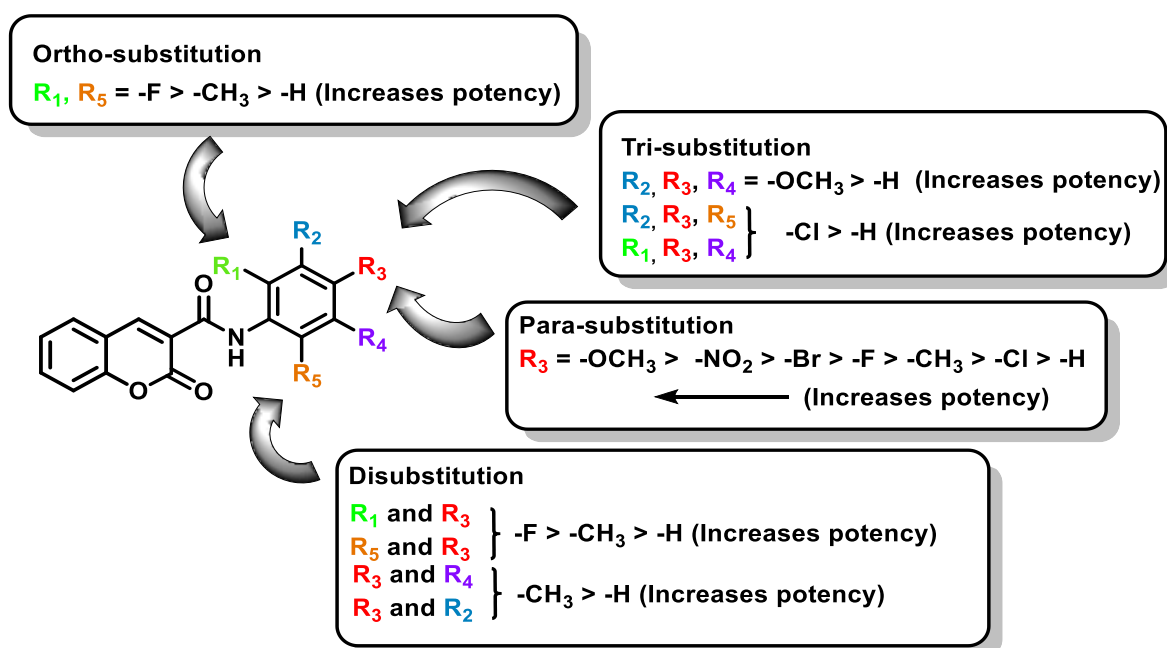 Ortho-substitution
R₁, R₅ = -F > -CH₃ > -H (Increases potency)
Tri-substitution
R₂, R₃, R₄ = -OCH₃ > -H (Increases potency)
R₂, R₃, R₅
-Cl > -H (Increases potency)
R₁, R₃, R₄
R₂
R₁
R₃
O
N
H
R₄
R₅
O
O
Para-substitution
R₃ = -OCH₃ > -NO₂ > -Br > -F > -CH₃ > -Cl > -H
(Increases potency)
Disubstitution
R₁ and R₃
-F > -CH₃ > -H (Increases potency)
R₅ and R₃
R₃ and R₄
-CH₃ > -H (Increases potency)
R₃ and R₂